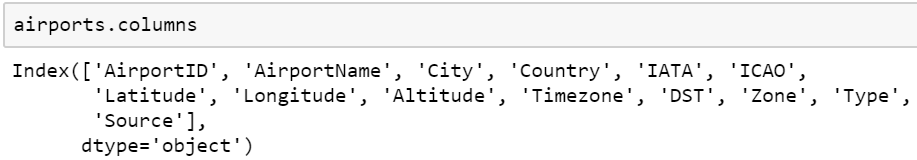 airports.columns
Index(['AirportID', 'AirportName', 'City', 'Country', 'IATA', 'ICAO',
'Latitude', 'Longitude', 'Altitude', 'Timezone', 'DST', 'Zone', 'Type',
'Source'],
dtype='object')